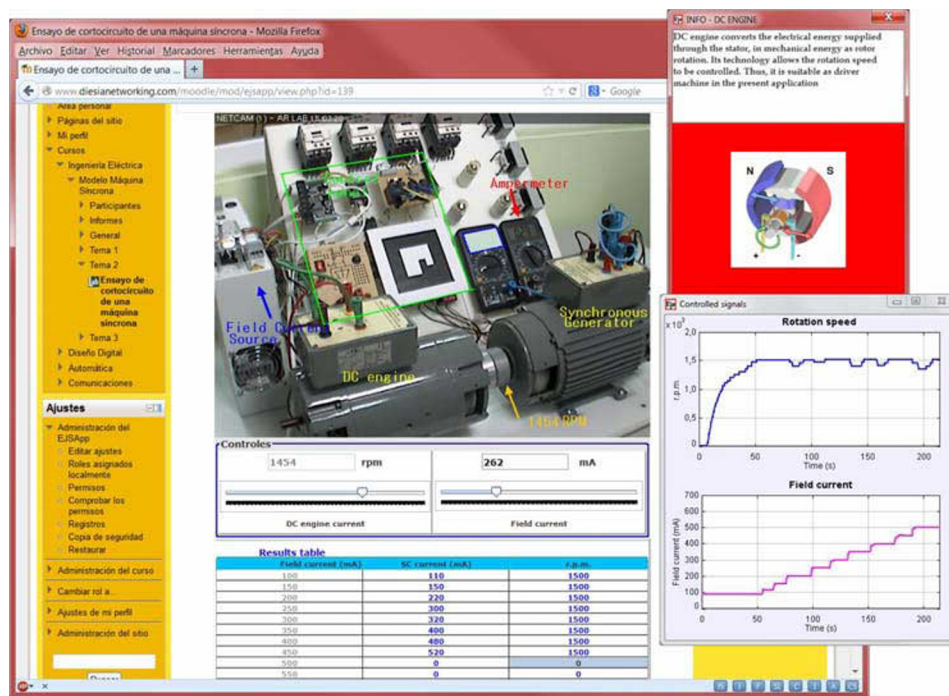 Ensayo de cortocircuito de una máquina síncrona - Mozilla Firefox
Archivo Editar Ver Historial Marcadores Herramientas Ayuda
Ensayo de cortocircuito de una ...
www.diesianetworking.com/moodle/mod/ejsapp/view.php?id=139
Google
Área personal
Páginas del sitio
Mi perfil
Cursos
Ingeniería Eléctrica
Modelo Máquina
Síncrona
Participantes
Informes
General
Tema 1
Tema 2
Ensayo de
cortocircuito
de una
máquina
síncrona
Tema 3
Diseño Digital
Automática
Comunicaciones
Ajustes
Administración del
EJSApp
Editar ajustes
Roles asignados
localmente
Permisos
Comprobar los
permisos
Registros
Copia de seguridad
Restaurar
Administración del curso
Cambiar rol a...
Ajustes de mi perfil
Administración del sitio
NETCAM (1) - AR LAB
Ampermeter
Field Current
Source
Synchronous
Generator
DC engine
1454 RPM
Controles
1454 rpm
262 mA
DC engine current
Field current
Results table
Field current (mA) SC current (mA) r.p.m.
100 110 1500
150 150 1500
200 220 1500
250 300 1500
300 320 1500
350 400 1500
400 480 1500
450 520 1500
500 0 0
550 0
INFO - DC ENGINE
DC engine converts the electrical energy supplied
through the stator, in mechanical energy as rotor
rotation. Its technology allows the rotation speed
to be controlled. Thus, it is suitable as driver
machine in the present application
N S
+ -
Controlled signals
Rotation speed
x10³
2,0
1,5
1,0
0,5
0
r.p.m.
0 50 100 150 200
Time (s)
Field current
700
600
500
400
300
200
100
0
Field current (mA)
0 50 100 150 200
Time (s)